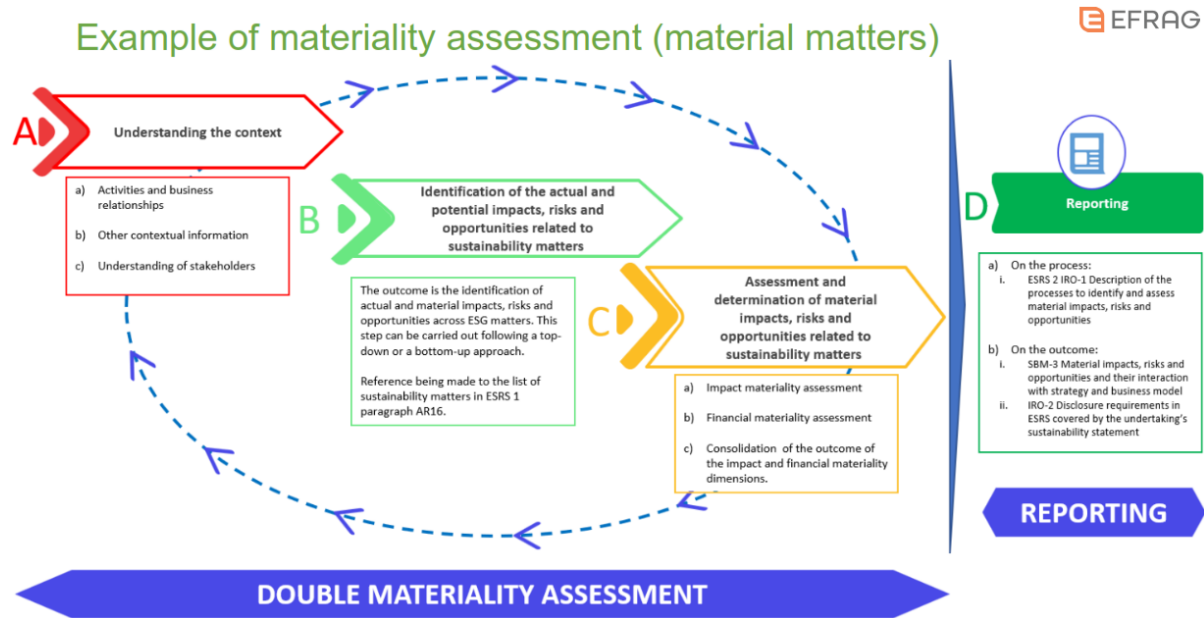 EFRAG
Example of materiality assessment (material matters)
A
Understanding the context
a) Activities and business
relationships
b) Other contextual information
c) Understanding of stakeholders
B
Identification of the actual and
potential impacts, risks and
opportunities related to
sustainability matters
The outcome is the identification of
actual and material impacts, risks and
opportunities across ESG matters. This
step can be carried out following a top-
down or a bottom-up approach.
Reference being made to the list of
sustainability matters in ESRS 1
paragraph AR16.
C
Assessment and
determination of material
impacts, risks and
opportunities related to
sustainability matters
a) Impact materiality assessment
b) Financial materiality assessment
c) Consolidation of the outcome of
the impact and financial materiality
dimensions.
D
Reporting
a) On the process:
i. ESRS 2 IRO-1 Description of the
processes to identify and assess
material impacts, risks and
opportunities
b) On the outcome:
i. SBM-3 Material impacts, risks and
opportunities and their interaction
with strategy and business model
ii. IRO-2 Disclosure requirements in
ESRS covered by the undertaking's
sustainability statement
REPORTING
DOUBLE MATERIALITY ASSESSMENT